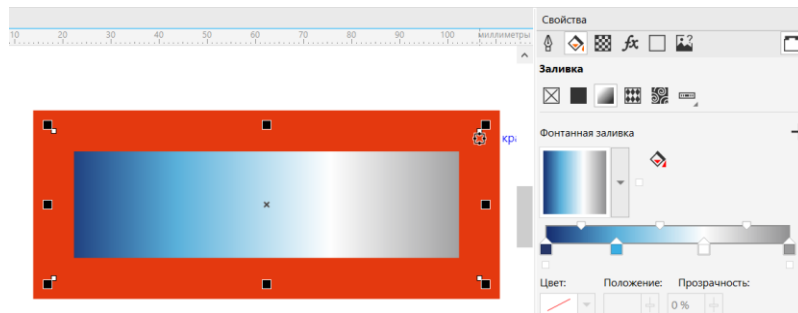 Свойства
10 20 30 40 50 60 70 80 90 100 миллиметры
fx
?
Заливка
кра
Фонтанная заливка
Цвет: Положение: Прозрачность:
0 %